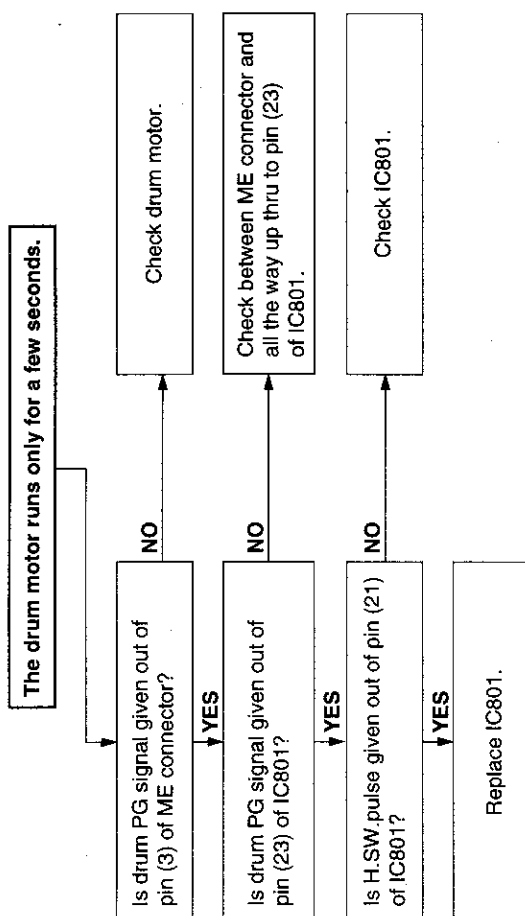 The drum motor runs only for a few seconds.
Is drum PG signal given out of
pin (3) of ME connector?
NO
Check drum motor.
YES
Is drum PG signal given out of
pin (23) of IC801?
NO
Check between ME connector and
all the way up thru to pin (23)
of IC801.
YES
Is H.SW.pulse given out of pin (21)
of IC801?
NO
Check IC801.
YES
Replace IC801.